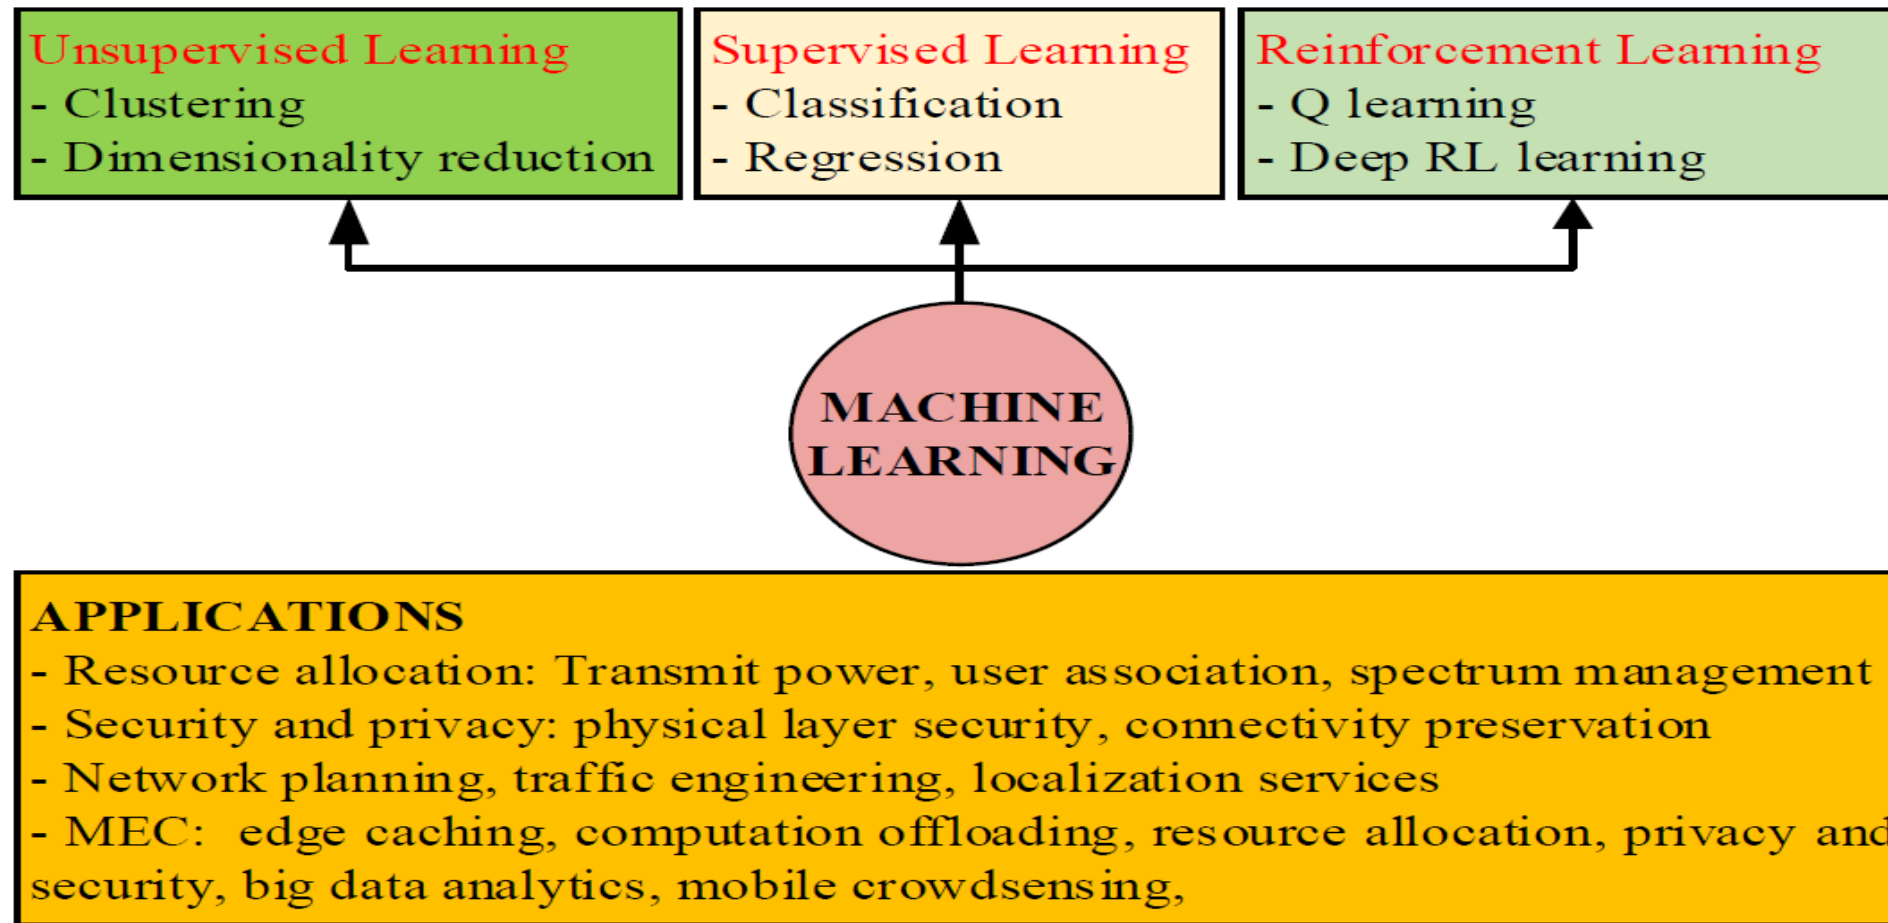 Unsupervised Learning
- Clustering
- Dimensionality reduction
Supervised Learning
- Classification
- Regression
Reinforcement Learning
- Q learning
- Deep RL learning
MACHINE
LEARNING
APPLICATIONS
- Resource allocation: Transmit power, user association, spectrum management
- Security and privacy: physical layer security, connectivity preservation
- Network planning, traffic engineering, localization services
- MEC:  edge caching, computation offloading, resource allocation, privacy and
security, big data analytics, mobile crowdsensing,